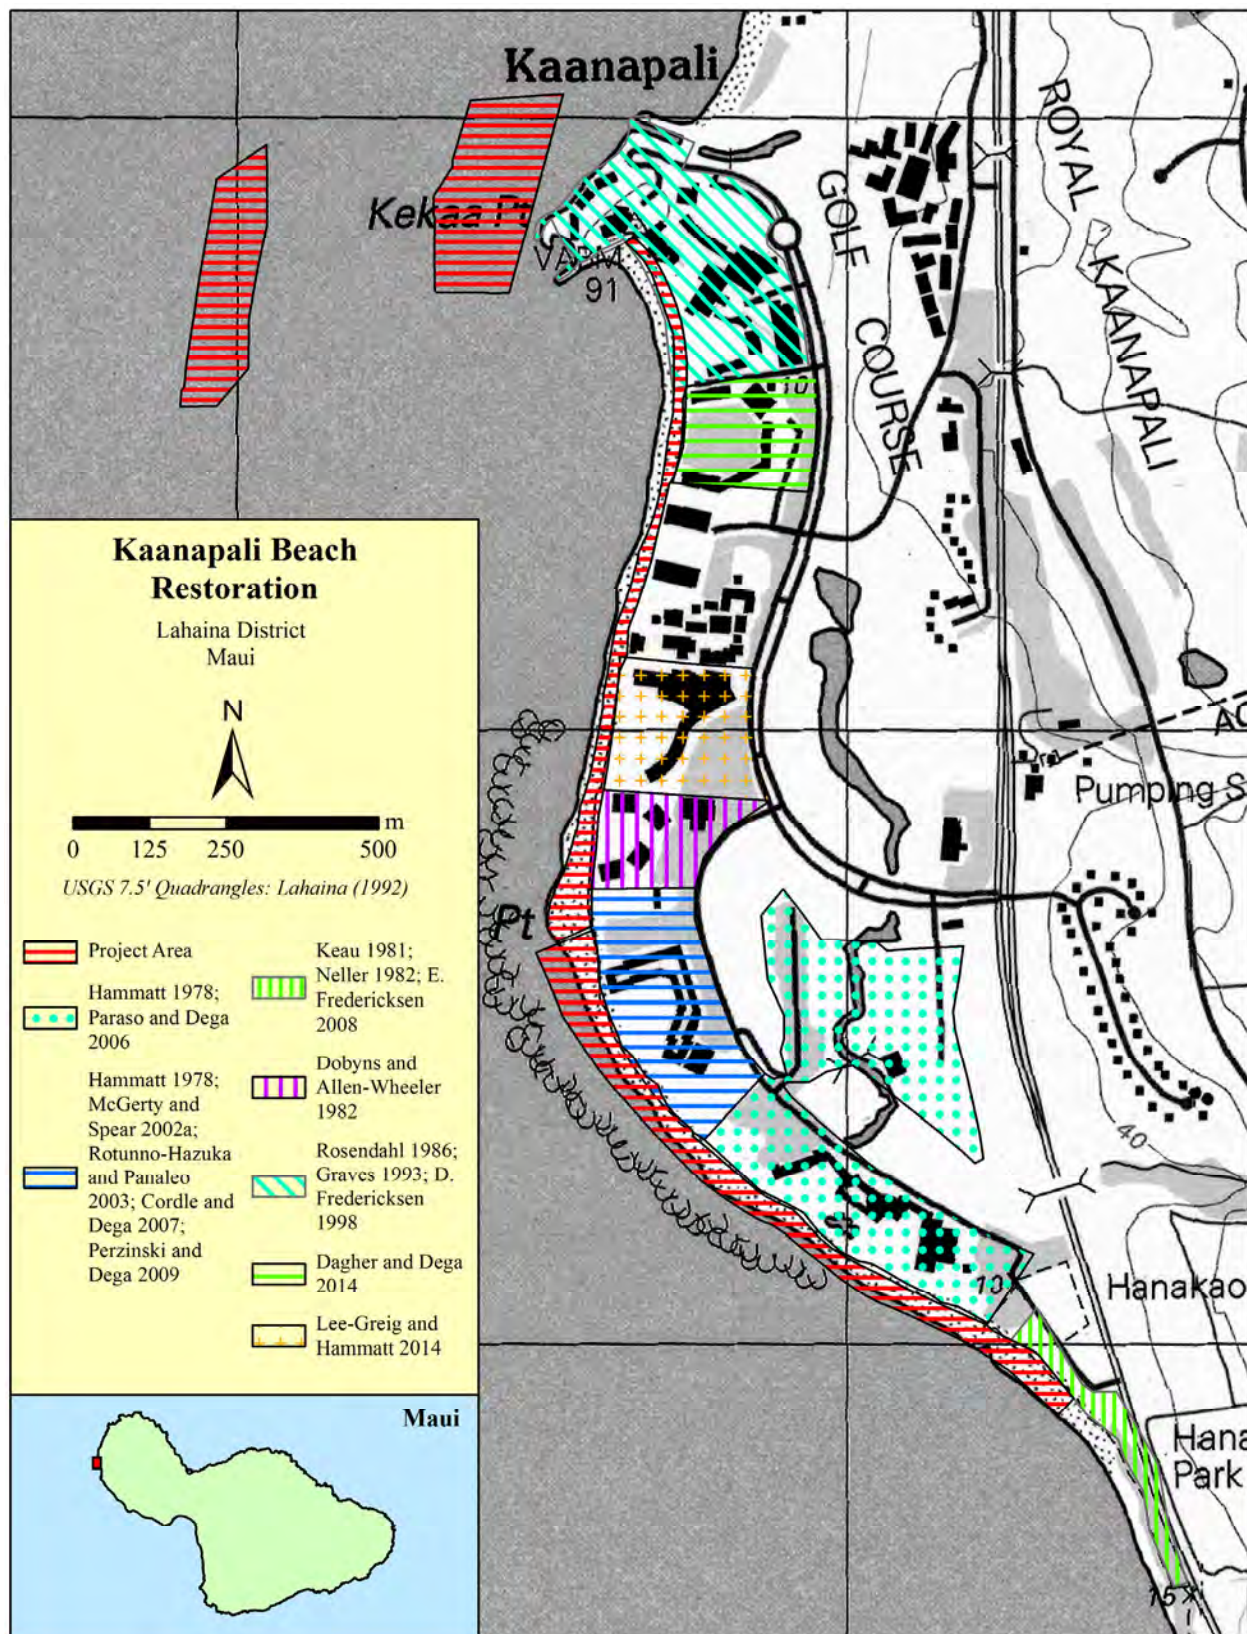 Kaanapali
Kekaa Pt
VABM
91
GOLF
COURSE
ROYAL
KAANAPALI
10
Pumping S
Pt
40
10
Hanakao
Hana
Park
15
Kaanapali Beach
Restoration
Lahaina District
Maui
N
m
0 125 250 500
USGS 7.5' Quadrangles: Lahaina (1992)
Project Area
Hammatt 1978;
Paraso and Dega
2006
Hammatt 1978;
McGerty and
Spear 2002a;
Rotunno-Hazuka
and Panaleo
2003; Cordle and
Dega 2007;
Perzinski and
Dega 2009
Keau 1981;
Neller 1982; E.
Fredericksen
2008
Dobyns and
Allen-Wheeler
1982
Rosendahl 1986;
Graves 1993; D.
Fredericksen
1998
Dagher and Dega
2014
Lee-Greig and
Hammatt 2014
Maui